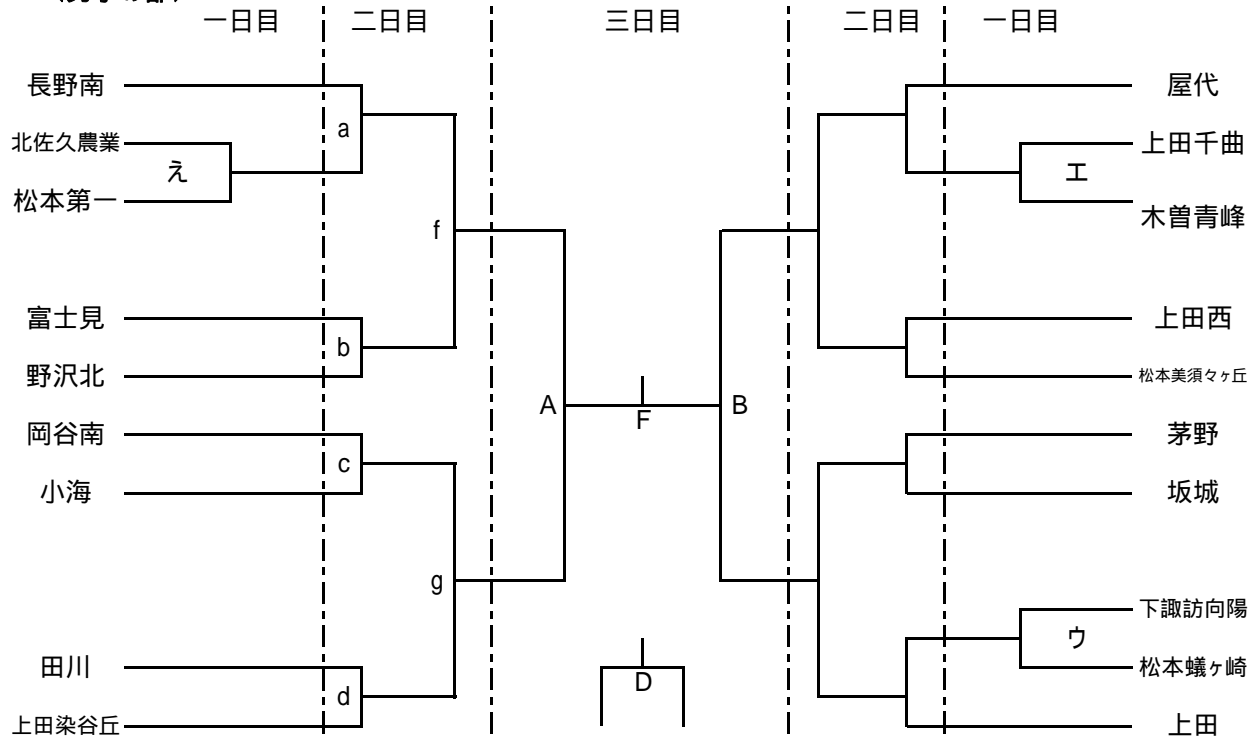 一日目 二日目 三日目 二日目 一日目
長野南 屋代
a
北佐久農業 上田千曲
え エ
松本第一 木曽青峰
f
富士見 上田西
b
野沢北 松本美須々ヶ丘
A F B
岡谷南 茅野
c
小海 坂城
g
下諏訪向陽
ウ
田川 松本蟻ヶ崎
D
d
上田染谷丘 上田